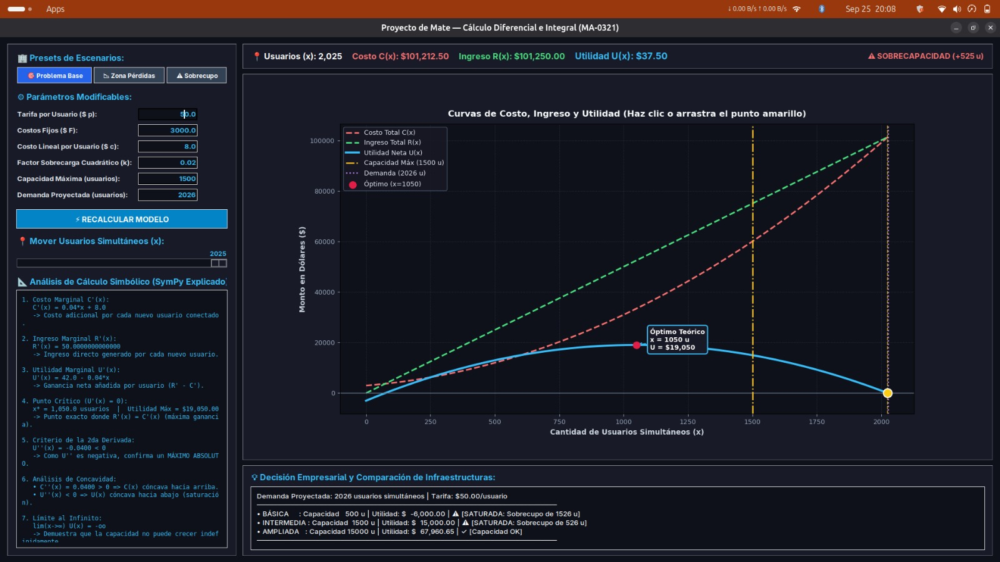 Apps
↓ 0.00 B/s ↑ 0.00 B/s
Sep 25 20:08
Proyecto de Mate — Cálculo Diferencial e Integral (MA-0321)
Presets de Escenarios:
Problema Base
Zona Pérdidas
Sobrecupo
Parámetros Modificables:
Tarifa por Usuario ($ p): 50.0
Costos Fijos ($ F): 3000.0
Costo Lineal por Usuario ($ c): 8.0
Factor Sobrecarga Cuadrático (k): 0.02
Capacidad Máxima (usuarios): 1500
Demanda Proyectada (usuarios): 2026
⚡ RECALCULAR MODELO
Mover Usuarios Simultáneos (x):
2025
Análisis de Cálculo Simbólico (SymPy Explicado)
1. Costo Marginal C'(x):
C'(x) = 0.04*x + 8.0
-> Costo adicional por cada nuevo usuario conectado
.
2. Ingreso Marginal R'(x):
R'(x) = 50.0000000000000
-> Ingreso directo generado por cada nuevo usuario.
3. Utilidad Marginal U'(x):
U'(x) = 42.0 - 0.04*x
-> Ganancia neta añadida por usuario (R' - C').
4. Punto Crítico (U'(x) = 0):
x* = 1,050.0 usuarios | Utilidad Máx = $19,050.00
-> Punto exacto donde R'(x) = C'(x) (máxima gananci
a).
5. Criterio de la 2da Derivada:
U''(x) = -0.0400 < 0
-> Como U'' es negativa, confirma un MÁXIMO ABSOLUT
O.
6. Análisis de Concavidad:
• C''(x) = 0.0400 > 0 => C(x) cóncava hacia arriba.
• U''(x) < 0 => U(x) cóncava hacia abajo (saturació
n).
7. Límite al Infinito:
lim(x->∞) U(x) = -oo
-> Demuestra que la capacidad no puede crecer indef
inidamente
Usuarios (x): 2,025 Costo C(x): $101,212.50 Ingreso R(x): $101,250.00 Utilidad U(x): $37.50
⚠ SOBRECAPACIDAD (+525 u)
Curvas de Costo, Ingreso y Utilidad (Haz clic o arrastra el punto amarillo)
Costo Total C(x)
Ingreso Total R(x)
Utilidad Neta U(x)
Capacidad Máx (1500 u)
Demanda (2026 u)
Óptimo (x=1050)
Monto en Dólares ($)
100000
80000
60000
40000
20000
0
Óptimo Teórico
x = 1050 u
U = $19,050
0 250 500 750 1000 1250 1500 1750 2000
Cantidad de Usuarios Simultáneos (x)
Decisión Empresarial y Comparación de Infraestructuras:
Demanda Proyectada: 2026 usuarios simultáneos | Tarifa: $50.00/usuario
• BÁSICA : Capacidad 500 u | Utilidad: $ -6,000.00 | ⚠ [SATURADA: Sobrecupo de 1526 u]
• INTERMEDIA : Capacidad 1500 u | Utilidad: $ 15,000.00 | ⚠ [SATURADA: Sobrecupo de 526 u]
• AMPLIADA : Capacidad 15000 u | Utilidad: $ 67,960.65 | ✓ [Capacidad OK]